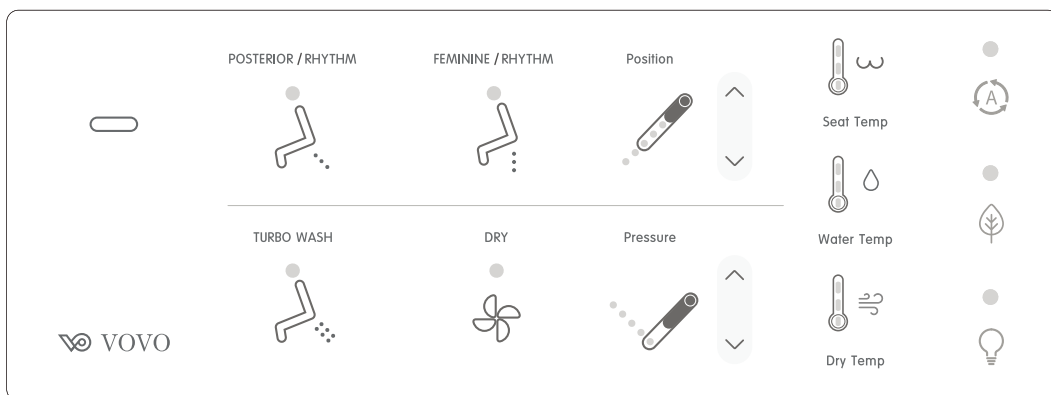 POSTERIOR / RHYTHM
FEMININE / RHYTHM
Position
Seat Temp
A
Water Temp
TURBO WASH
DRY
Pressure
Dry Temp
VOVO